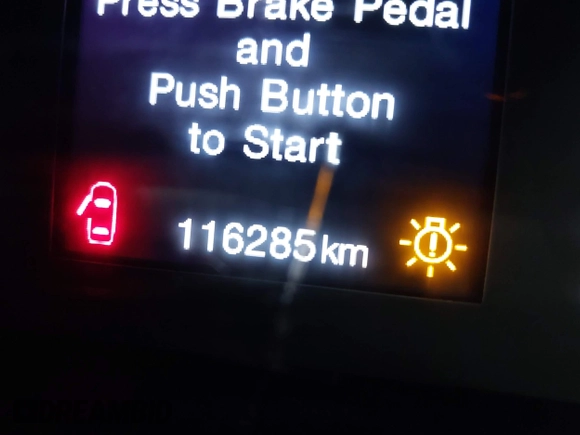 Press Brake Pedal
and
Push Button
to Start
116285km